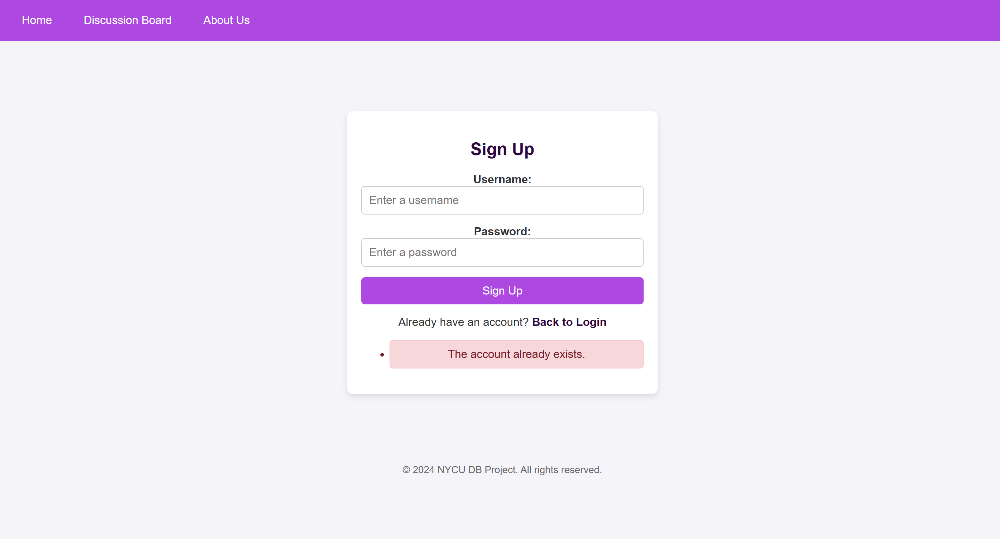 Home Discussion Board About Us
Sign Up
Username:
Enter a username
Password:
Enter a password
Sign Up
Already have an account? Back to Login
• The account already exists.
© 2024 NYCU DB Project. All rights reserved.